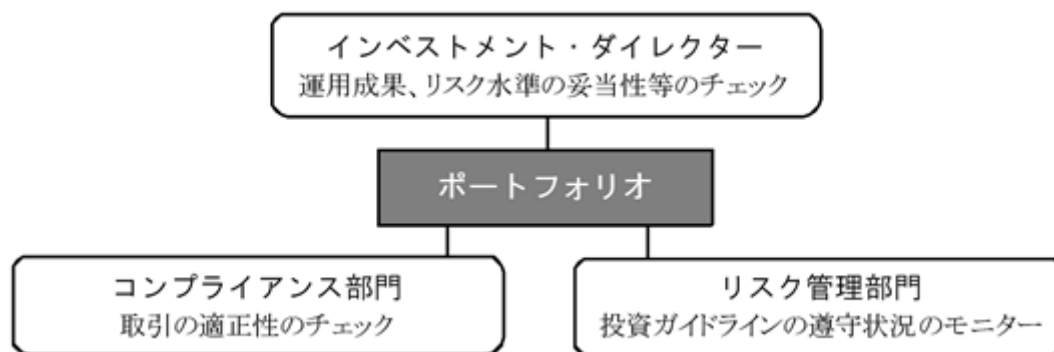 インベストメント・ダイレクター
運用成果、リスク水準の妥当性等のチェック
ポートフォリオ
コンプライアンス部門
取引の適正性のチェック
リスク管理部門
投資ガイドラインの遵守状況のモニター